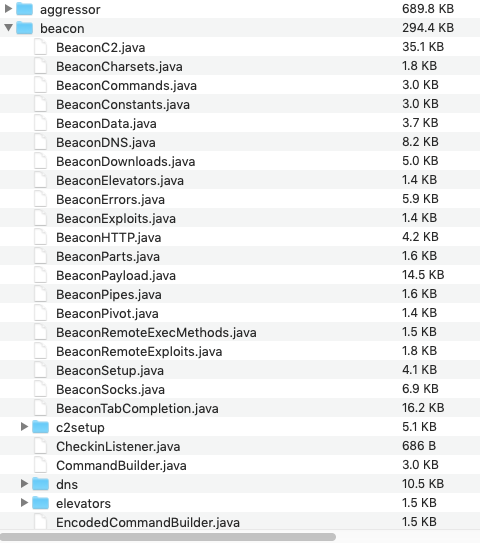 aggressor 689.8 KB
beacon 294.4 KB
BeaconC2.java 35.1 KB
BeaconCharsets.java 1.8 KB
BeaconCommands.java 3.0 KB
BeaconConstants.java 3.0 KB
BeaconData.java 3.7 KB
BeaconDNS.java 8.2 KB
BeaconDownloads.java 5.0 KB
BeaconElevators.java 1.4 KB
BeaconErrors.java 5.9 KB
BeaconExploits.java 1.4 KB
BeaconHTTP.java 4.2 KB
BeaconParts.java 1.6 KB
BeaconPayload.java 14.5 KB
BeaconPipes.java 1.6 KB
BeaconPivot.java 1.4 KB
BeaconRemoteExecMethods.java 1.5 KB
BeaconRemoteExploits.java 1.8 KB
BeaconSetup.java 4.1 KB
BeaconSocks.java 6.9 KB
BeaconTabCompletion.java 16.2 KB
c2setup 5.1 KB
CheckinListener.java 686 B
CommandBuilder.java 3.0 KB
dns 10.5 KB
elevators 1.5 KB
EncodedCommandBuilder.java 1.5 KB